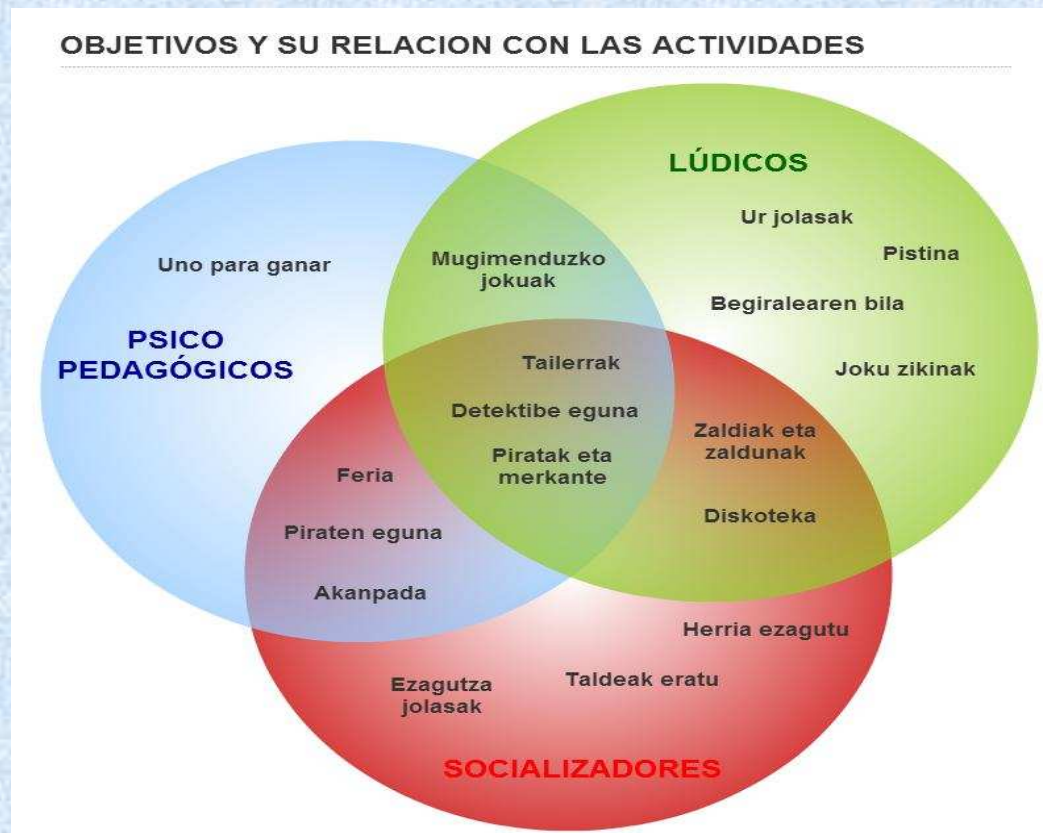 OBJETIVOS Y SU RELACION CON LAS ACTIVIDADES
LÚDICOS
Ur jolasak
Pistina
Begiralearen bila
Joku zikinak
Uno para ganar
Mugimenduzko
jokuak
PSICO
PEDAGÓGICOS
Tailerrak
Detektibe eguna
Piratak eta
merkante
Zaldiak eta
zaldunak
Diskoteka
Feria
Piraten eguna
Akanpada
Herria ezagutu
Taldeak eratu
Ezagutza
jolasak
SOCIALIZADORES